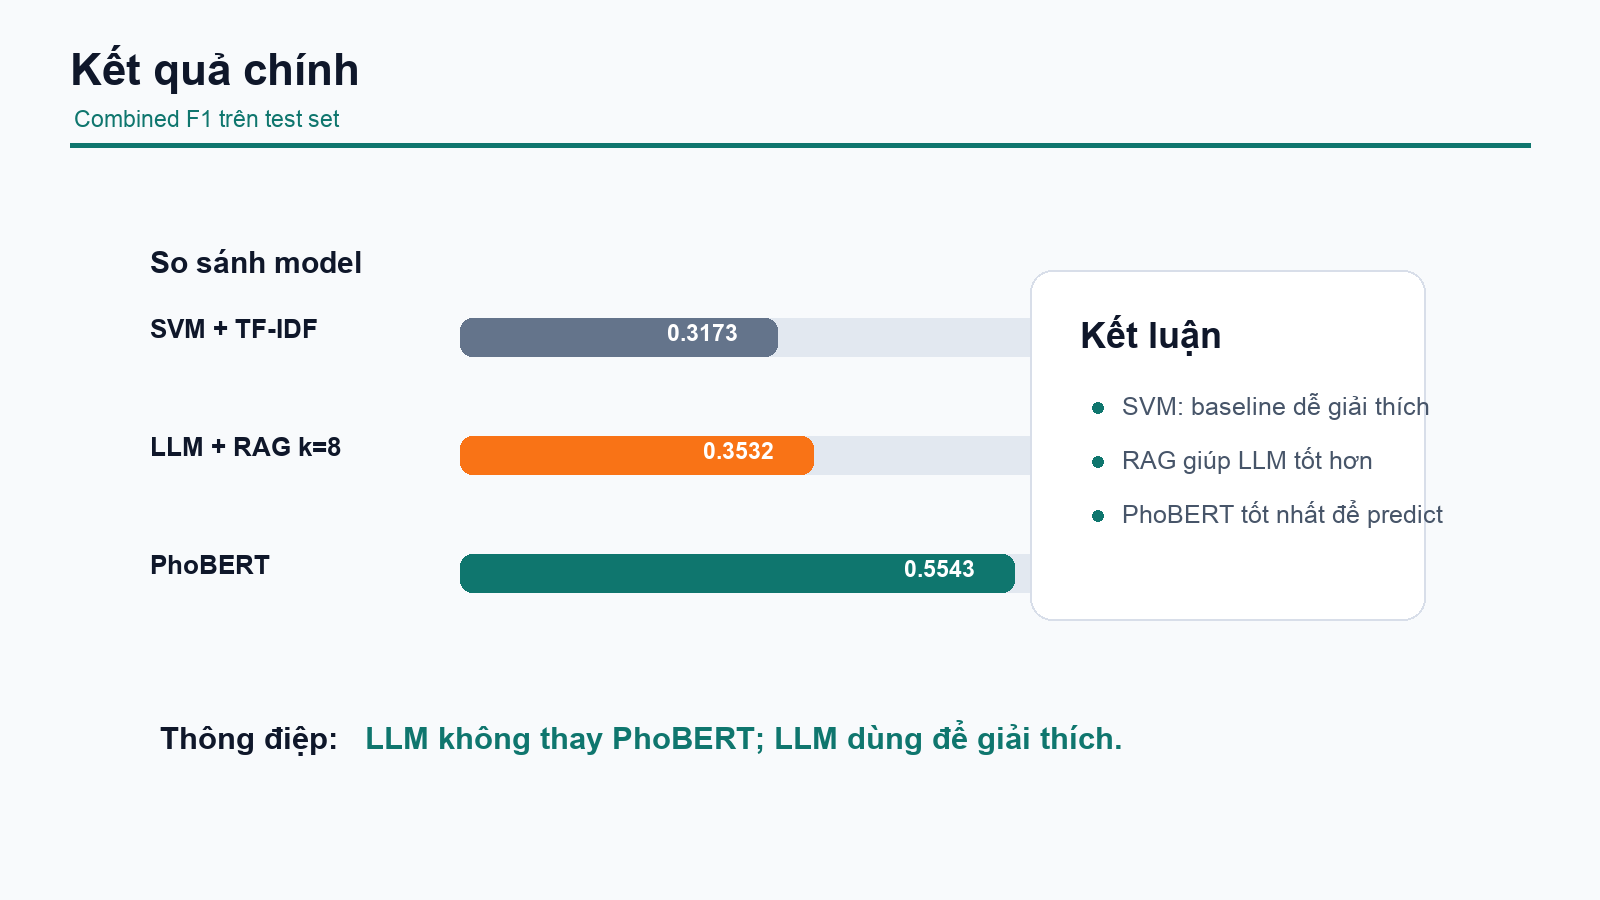 Kết quả chính
Combined F1 trên test set
So sánh model
SVM + TF-IDF
0.3173
LLM + RAG k=8
0.3532
PhoBERT
0.5543
Kết luận
SVM: baseline dễ giải thích
RAG giúp LLM tốt hơn
PhoBERT tốt nhất để predict
Thông điệp: LLM không thay PhoBERT; LLM dùng để giải thích.